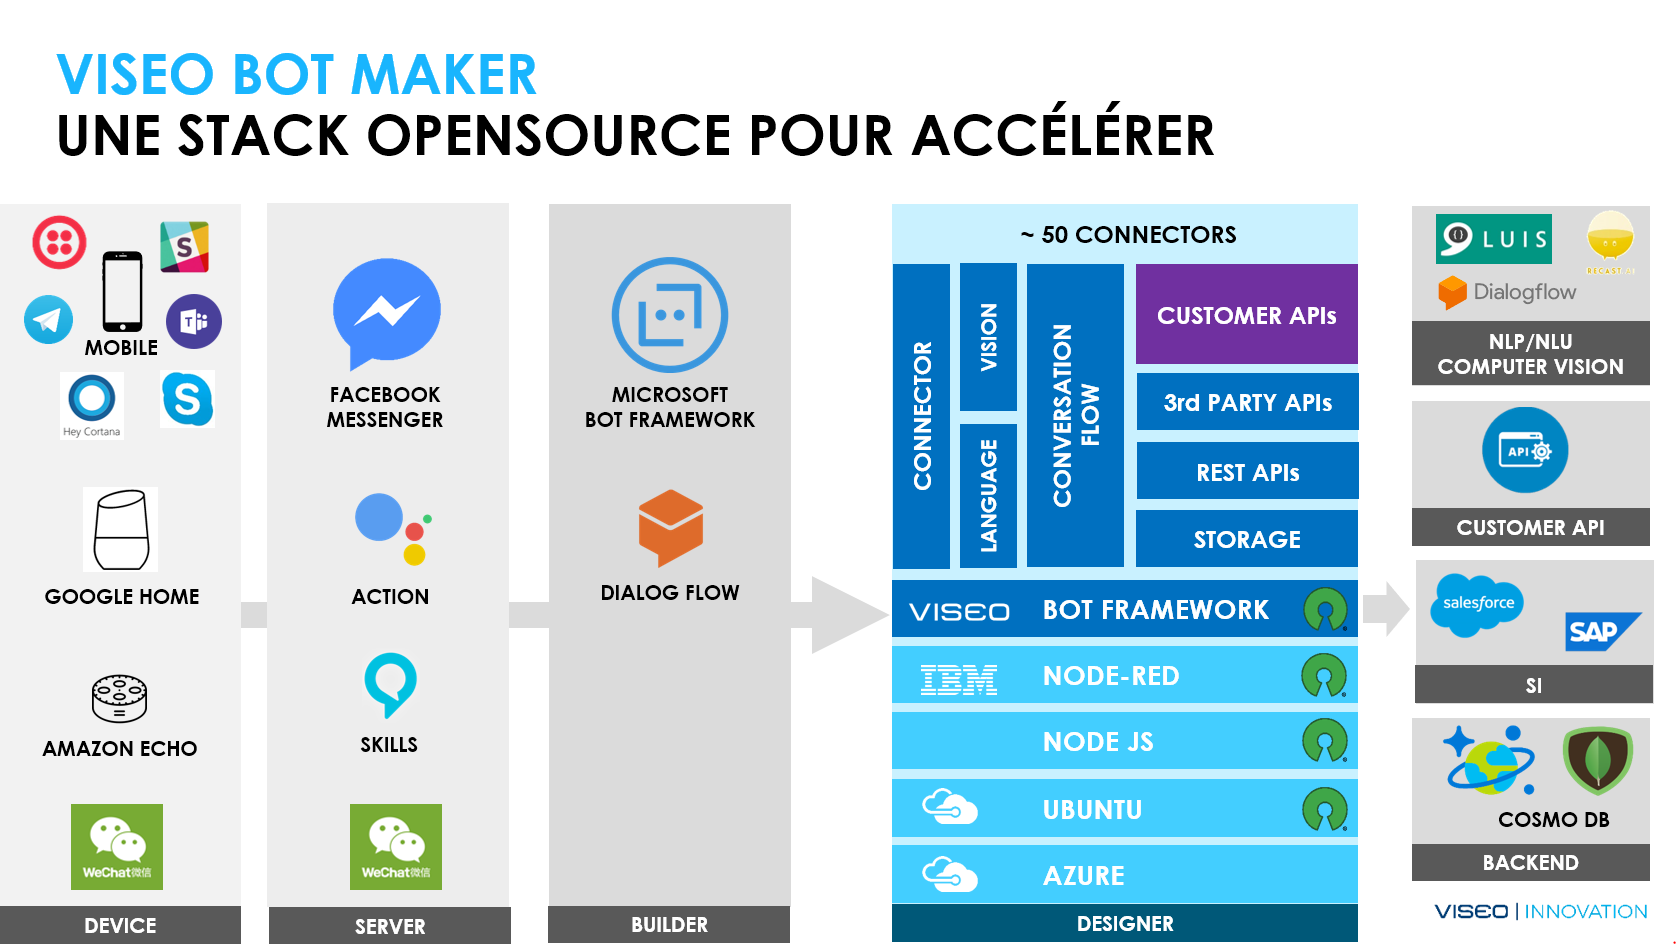 VISEO BOT MAKER
UNE STACK OPENSOURCE POUR ACCÉLÉRER
S
T
MOBILE
Hey Cortana
S
GOOGLE HOME
AMAZON ECHO
WeChat微信
DEVICE
FACEBOOK
MESSENGER
ACTION
SKILLS
WeChat微信
SERVER
MICROSOFT
BOT FRAMEWORK
DIALOG FLOW
BUILDER
~ 50 CONNECTORS
CONNECTOR
VISION
LANGUAGE
CONVERSATION
FLOW
CUSTOMER APIs
3rd PARTY APIs
REST APIs
STORAGE
VISEO BOT FRAMEWORK
IBM NODE-RED
NODE JS
UBUNTU
AZURE
DESIGNER
LUIS
RECAST.AI
Dialogflow
NLP/NLU
COMPUTER VISION
API
CUSTOMER API
salesforce
SAP
SI
COSMO DB
BACKEND
VISEO | INNOVATION